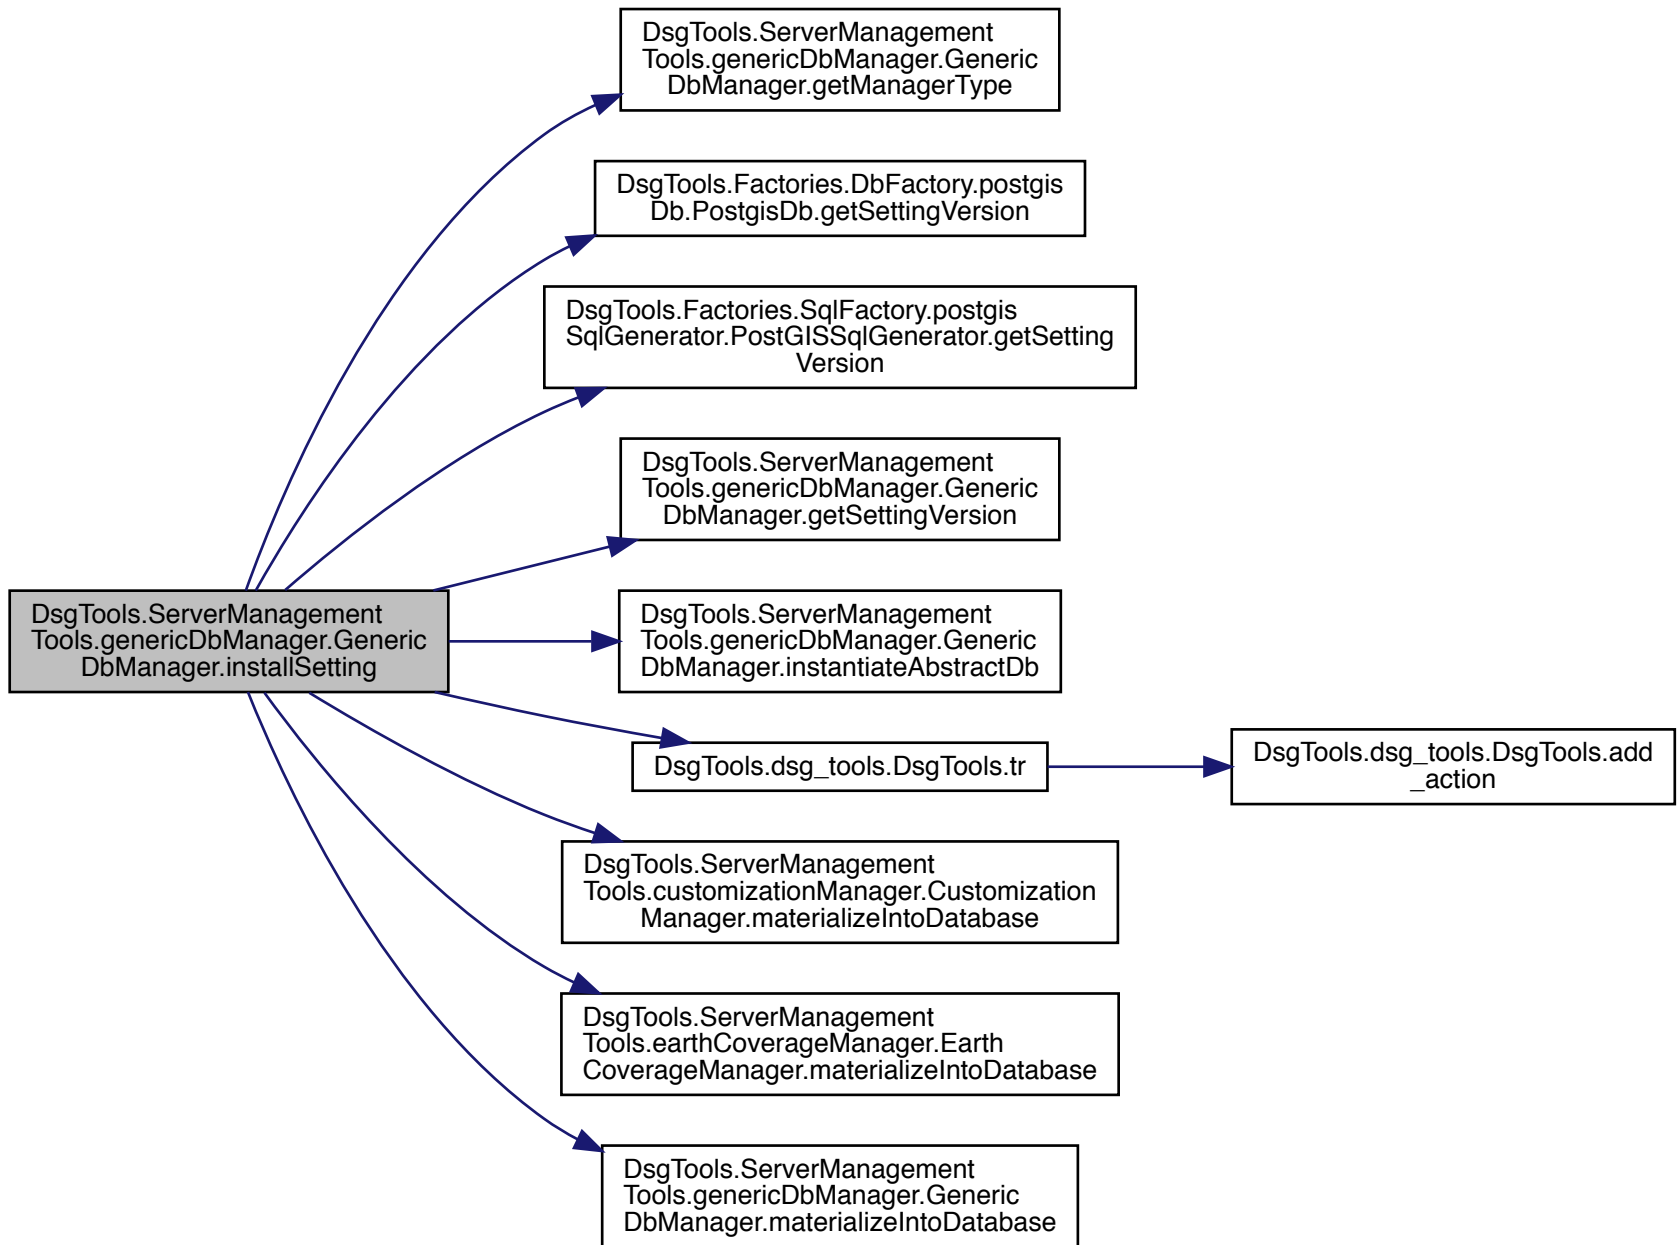 DsgTools.ServerManagement
Tools.genericDbManager.Generic
DbManager.getManagerType
DsgTools.Factories.DbFactory.postgis
Db.PostgisDb.getSettingVersion
DsgTools.Factories.SqlFactory.postgis
SqlGenerator.PostGISSqlGenerator.getSetting
Version
DsgTools.ServerManagement
Tools.genericDbManager.Generic
DbManager.getSettingVersion
DsgTools.ServerManagement
Tools.genericDbManager.Generic
DbManager.installSetting
DsgTools.ServerManagement
Tools.genericDbManager.Generic
DbManager.instantiateAbstractDb
DsgTools.dsg_tools.DsgTools.tr
DsgTools.dsg_tools.DsgTools.add
_action
DsgTools.ServerManagement
Tools.customizationManager.Customization
Manager.materializeIntoDatabase
DsgTools.ServerManagement
Tools.earthCoverageManager.Earth
CoverageManager.materializeIntoDatabase
DsgTools.ServerManagement
Tools.genericDbManager.Generic
DbManager.materializeIntoDatabase